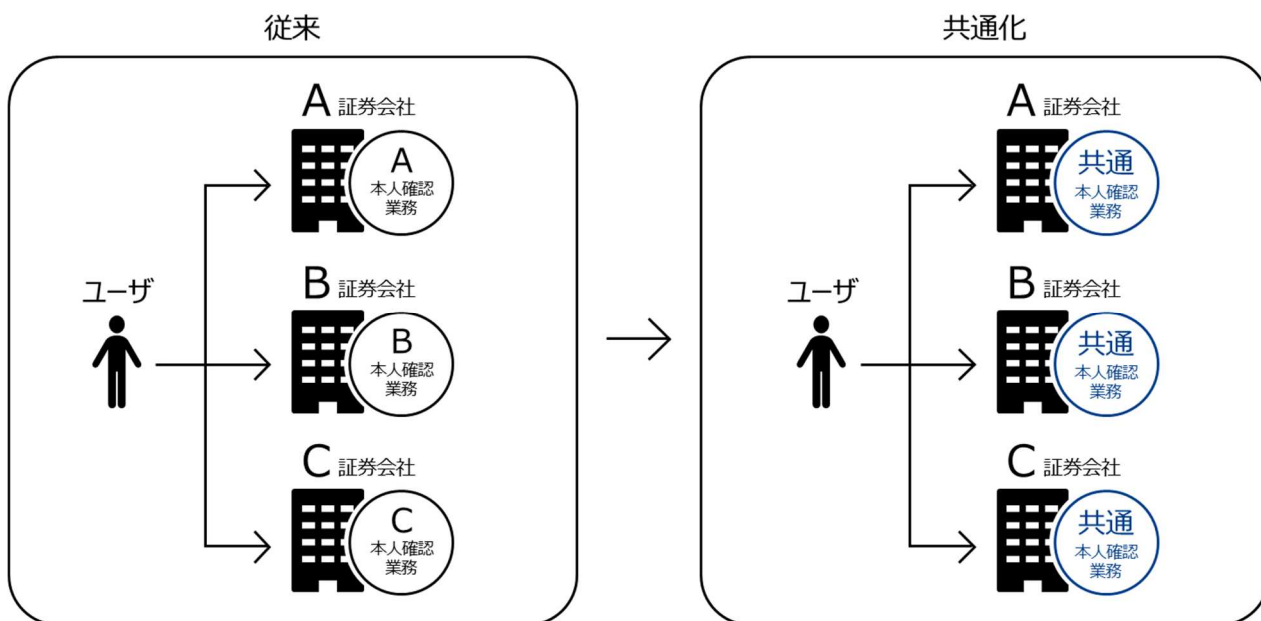 従来
A 証券会社
A
本人確認
業務
ユーザ
B 証券会社
B
本人確認
業務
C 証券会社
C
本人確認
業務
共通化
A 証券会社
共通
本人確認
業務
ユーザ
B 証券会社
共通
本人確認
業務
C 証券会社
共通
本人確認
業務